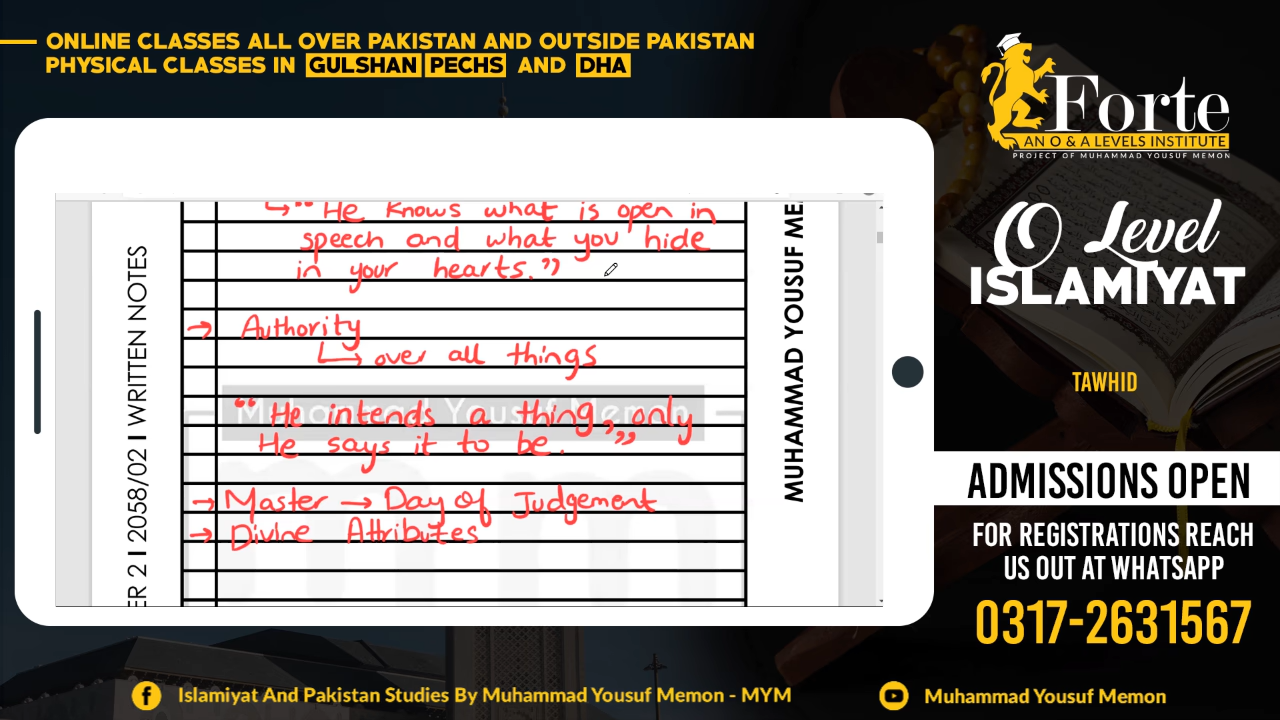 ONLINE CLASSES ALL OVER PAKISTAN AND OUTSIDE PAKISTAN
PHYSICAL CLASSES IN GULSHAN PECHS AND DHA
Forte
AN O & A LEVELS INSTITUTE
PROJECT OF MUHAMMAD YOUSUF MEMON
O Level
ISLAMIYAT
TAWHID
ADMISSIONS OPEN
FOR REGISTRATIONS REACH
US OUT AT WHATSAPP
0317-2631567
ER 2 I 2058/02 I WRITTEN NOTES
↳ "He knows what is open in
speech and what you hide
in your hearts."
→ Authority
↳ over all things
Muhammad Yousuf Memon
"He intends a thing, only
He says it to be."
→ Master → Day of Judgement
→ Divine Attributes
MUHAMMAD YOUSUF ME
Islamiyat And Pakistan Studies By Muhammad Yousuf Memon - MYM
Muhammad Yousuf Memon